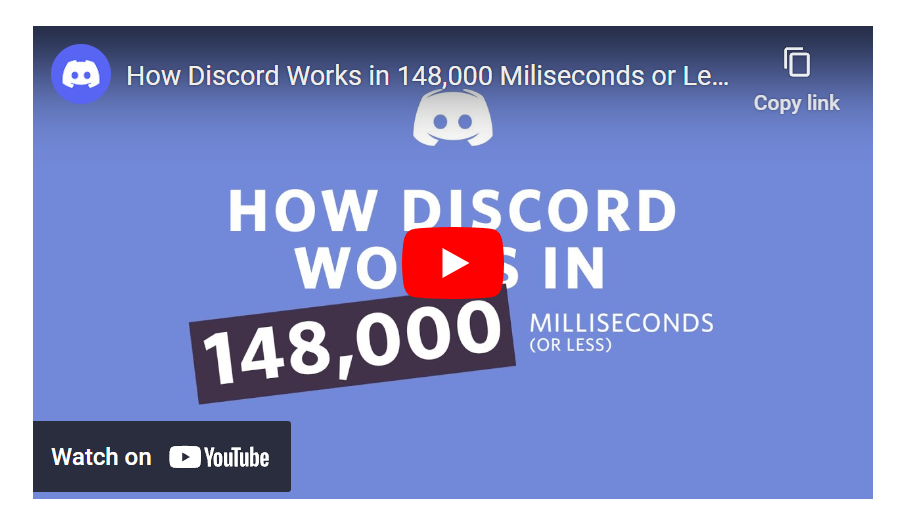 How Discord Works in 148,000 Miliseconds or Le...
Copy link
HOW DISCORD
WO S IN
148,000
MILLISECONDS
(OR LESS)
Watch on YouTube